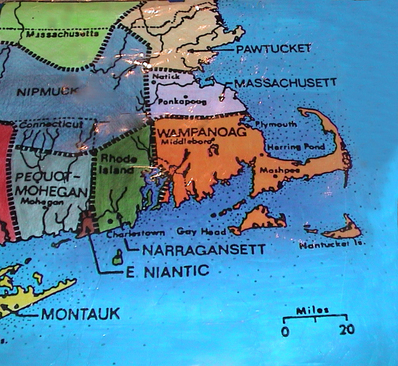 Massachusetts
PAWTUCKET
NIPMUCK
Natick
MASSACHUSETT
Ponkapoag
Connecticut
WAMPANOAG
Plymouth
Middleboro
Herring Pond
Rhode
Island
Mashpee
PEQUOT-
MOHEGAN
Mohegan
Charlestown
Gay Head
Nantucket Is.
NARRAGANSETT
E. NIANTIC
MONTAUK
Miles
0 20
s.